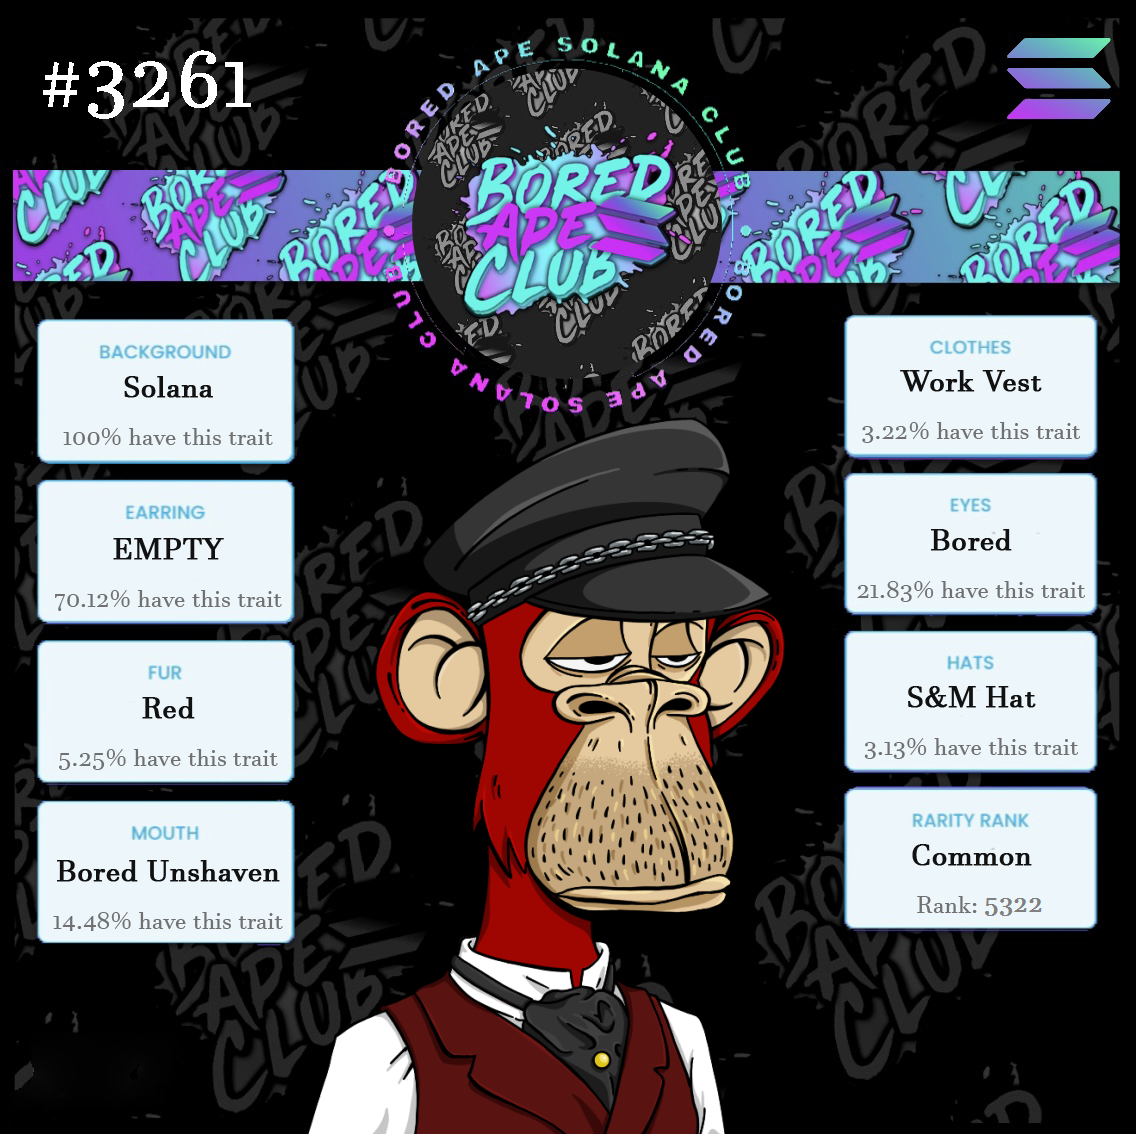 #3261
BORED APE SOLANA CLUB
BORED APE SOLANA CLUB
BORED
APE
CLUB
BACKGROUND
Solana
100% have this trait
EARRING
EMPTY
70.12% have this trait
FUR
Red
5.25% have this trait
MOUTH
Bored Unshaven
14.48% have this trait
CLOTHES
Work Vest
3.22% have this trait
EYES
Bored
21.83% have this trait
HATS
S&M Hat
3.13% have this trait
RARITY RANK
Common
Rank: 5322